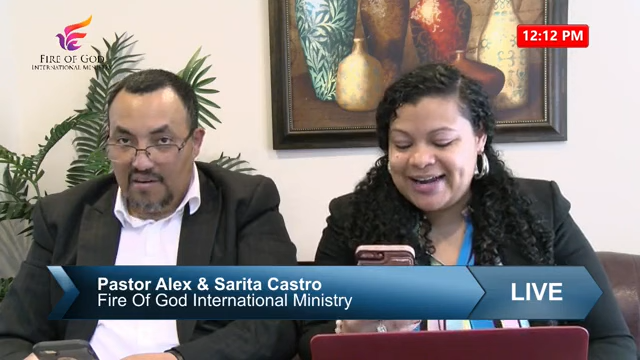 FIRE OF GOD
INTERNATIONAL MINISTRY
12:12 PM
Pastor Alex & Sarita Castro
Fire Of God International Ministry
LIVE